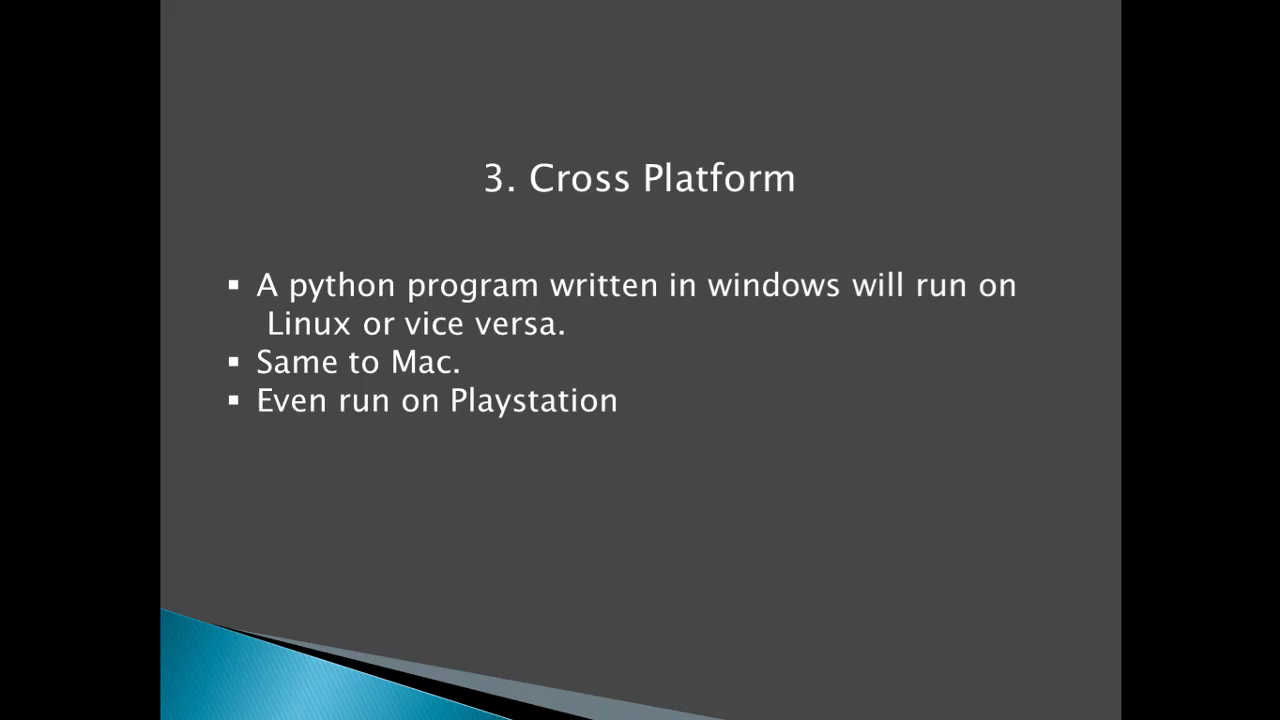 3. Cross Platform
▪ A python program written in windows will run on
Linux or vice versa.
▪ Same to Mac.
▪ Even run on Playstation